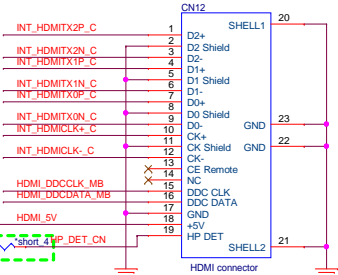 CN12
SHELL1 20
INT_HDMITX2P_C 1 D2+
2 D2 Shield
INT_HDMITX2N_C 3 D2-
INT_HDMITX1P_C 4 D1+
5 D1 Shield
INT_HDMITX1N_C 6 D1-
INT_HDMITX0P_C 7 D0+
8 D0 Shield
INT_HDMITX0N_C 9 D0- GND 23
INT_HDMICLK+_C 10 CK+
11 CK Shield GND 22
INT_HDMICLK-_C 12 CK-
13 CE Remote
14 NC
HDMI_DDCCLK_MB 15 DDC CLK
HDMI_DDCDATA_MB 16 DDC DATA
17 GND
HDMI_5V 18 +5V
*short_4 HP_DET_CN 19 HP DET
SHELL2 21
HDMI connector